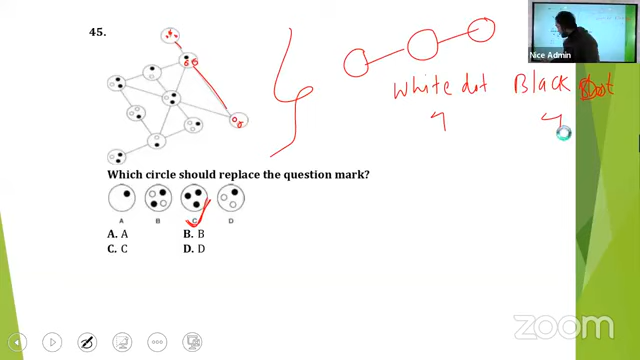 45.
Nice Admin
White dot Black Dot
4 4
Which circle should replace the question mark?
A B C D
A. A B. B
C. C D. D
zoom